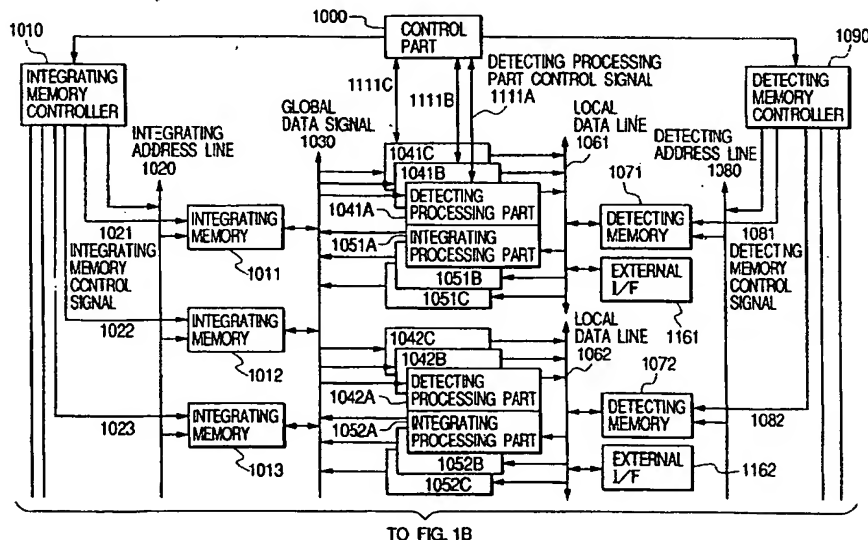 1010
INTEGRATING
MEMORY
CONTROLLER
1000
CONTROL
PART
1090
DETECTING
MEMORY
CONTROLLER
DETECTING
PROCESSING
PART CONTROL
SIGNAL
1111A
1111B
1111C
INTEGRATING
ADDRESS LINE
1020
GLOBAL
DATA SIGNAL
1030
LOCAL
DATA LINE
1061
DETECTING
ADDRESS LINE
1080
1021
INTEGRATING
MEMORY
CONTROL
SIGNAL
INTEGRATING
MEMORY
1011
1041C
1041B
DETECTING
PROCESSING PART
1041A
1051A
INTEGRATING
PROCESSING PART
1051B
1051C
1071
DETECTING
MEMORY
1081
DETECTING
MEMORY
CONTROL
SIGNAL
EXTERNAL
I/F
1161
1022
INTEGRATING
MEMORY
1012
1042C
1042B
DETECTING
PROCESSING PART
1042A
1052A
INTEGRATING
PROCESSING PART
1052B
1052C
LOCAL
DATA LINE
1062
1072
DETECTING
MEMORY
1082
EXTERNAL
I/F
1162
1023
INTEGRATING
MEMORY
1013
TO FIG. 1B